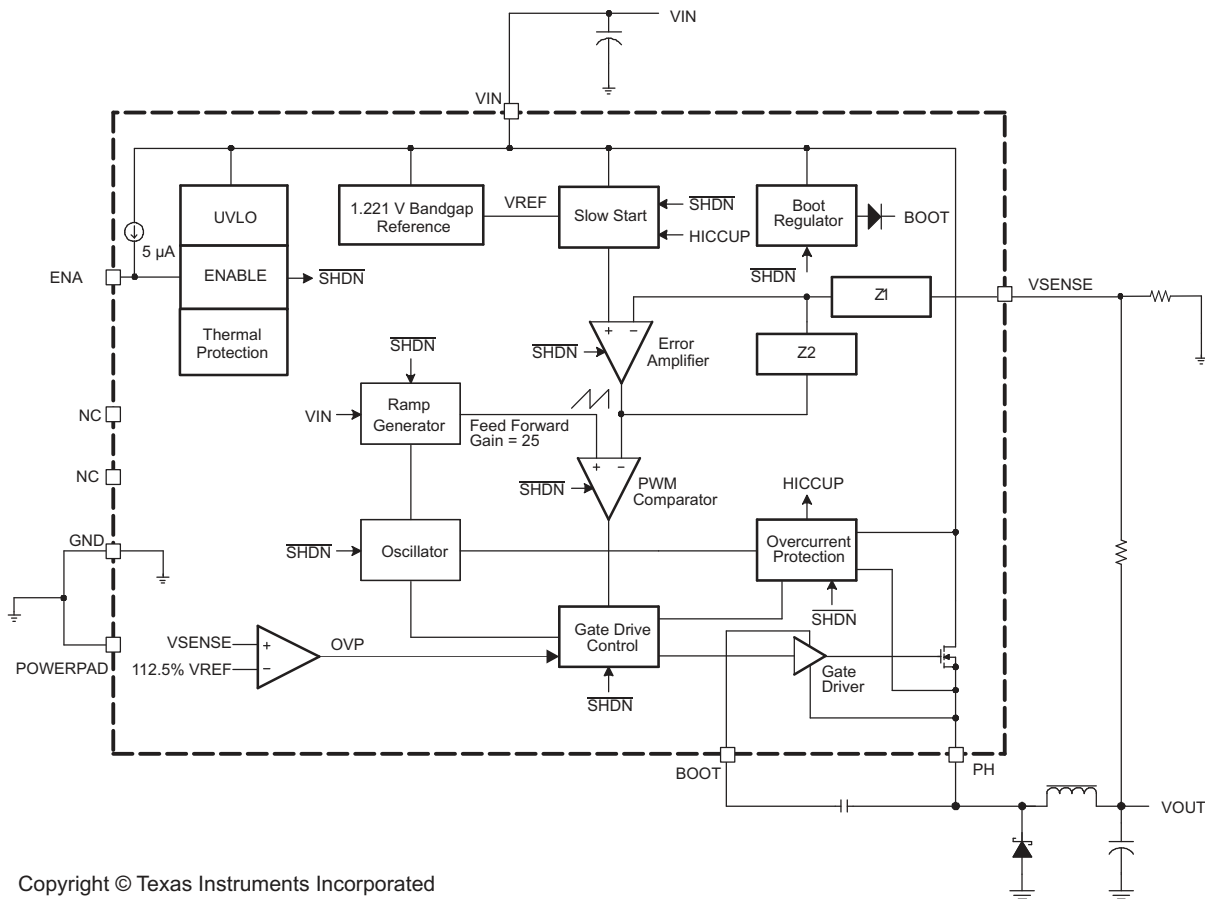 VIN
VIN
UVLO
1.221 V Bandgap
Reference
VREF
Slow Start
SHDN
HICCUP
Boot
Regulator
BOOT
SHDN
5 µA
ENA
ENABLE
SHDN
Thermal
Protection
Z1
VSENSE
+
−
SHDN
Error
Amplifier
Z2
SHDN
VIN
Ramp
Generator
Feed Forward
Gain = 25
NC
NC
+
−
SHDN
PWM
Comparator
HICCUP
GND
SHDN
Oscillator
Overcurrent
Protection
SHDN
POWERPAD
VSENSE
+
112.5% VREF
−
OVP
Gate Drive
Control
SHDN
Gate
Driver
BOOT
PH
VOUT
Copyright © Texas Instruments Incorporated